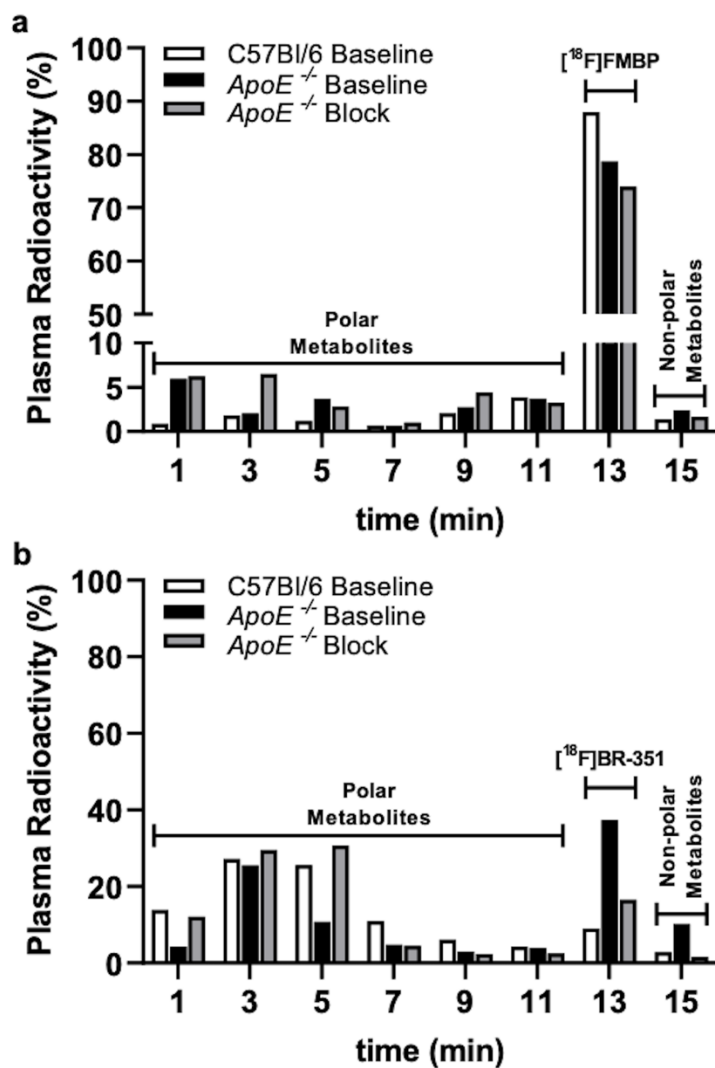 a
Plasma Radioactivity (%)
100
90
80
70
60
50
10
5
0
C57Bl/6 Baseline
ApoE -/- Baseline
ApoE -/- Block
[18F]FMBP
Polar
Metabolites
Non-polar
Metabolites
1 3 5 7 9 11 13 15
time (min)
b
Plasma Radioactivity (%)
100
80
60
40
20
0
C57Bl/6 Baseline
ApoE -/- Baseline
ApoE -/- Block
[18F]BR-351
Polar
Metabolites
Non-polar
Metabolites
1 3 5 7 9 11 13 15
time (min)